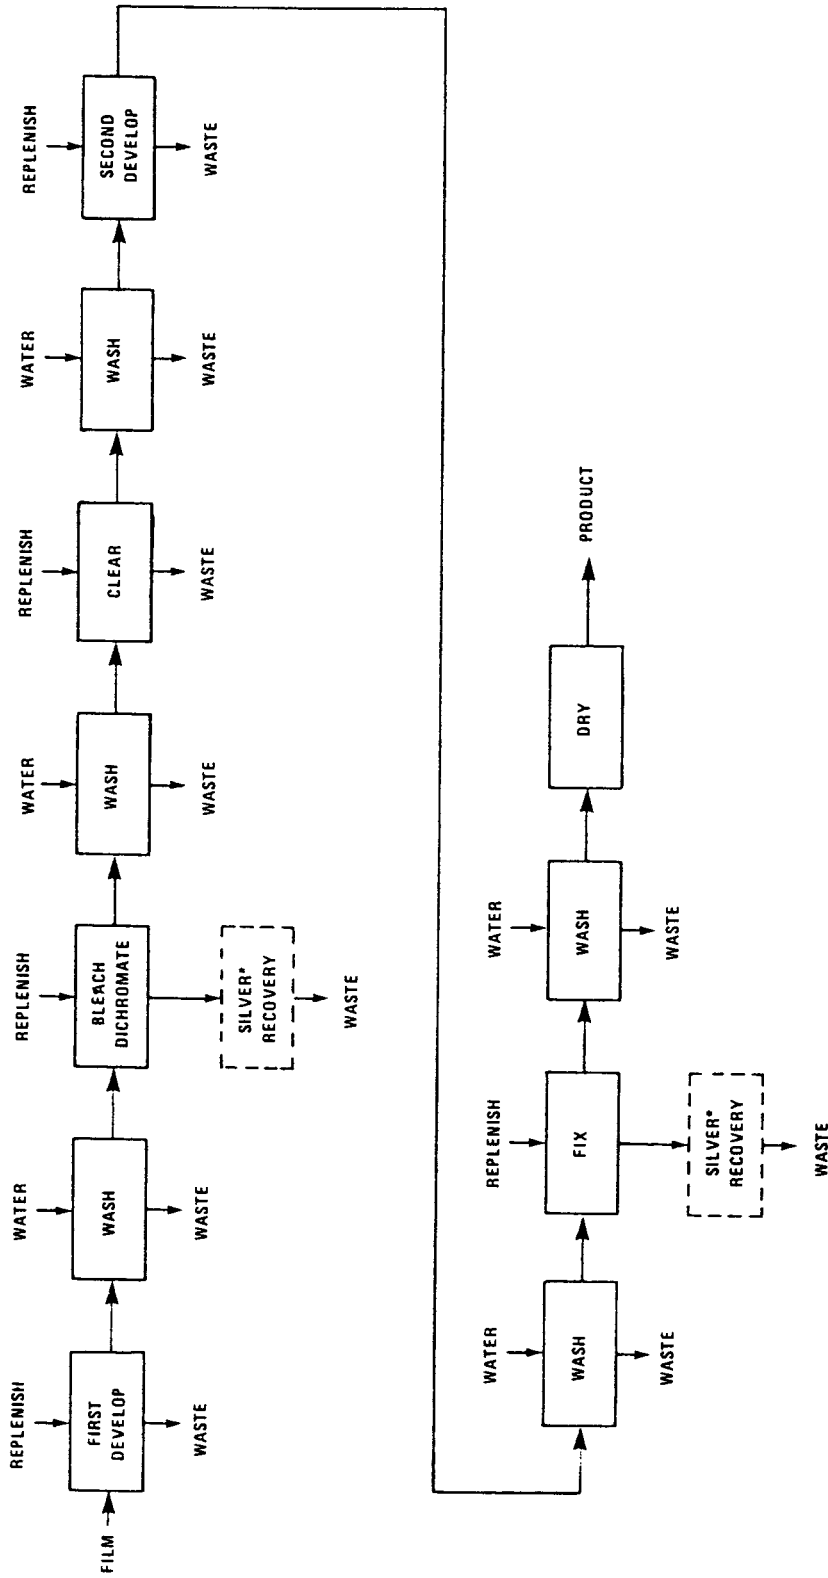 FILM
REPLENISH
FIRST
DEVELOP
WASTE
WATER
WASH
WASTE
REPLENISH
BLEACH
DICHROMATE
SILVER*
RECOVERY
WASTE
WATER
WASH
WASTE
REPLENISH
CLEAR
WASTE
WATER
WASH
WASTE
REPLENISH
SECOND
DEVELOP
WASTE
WATER
WASH
WASTE
REPLENISH
FIX
SILVER*
RECOVERY
WASTE
WATER
WASH
WASTE
DRY
PRODUCT